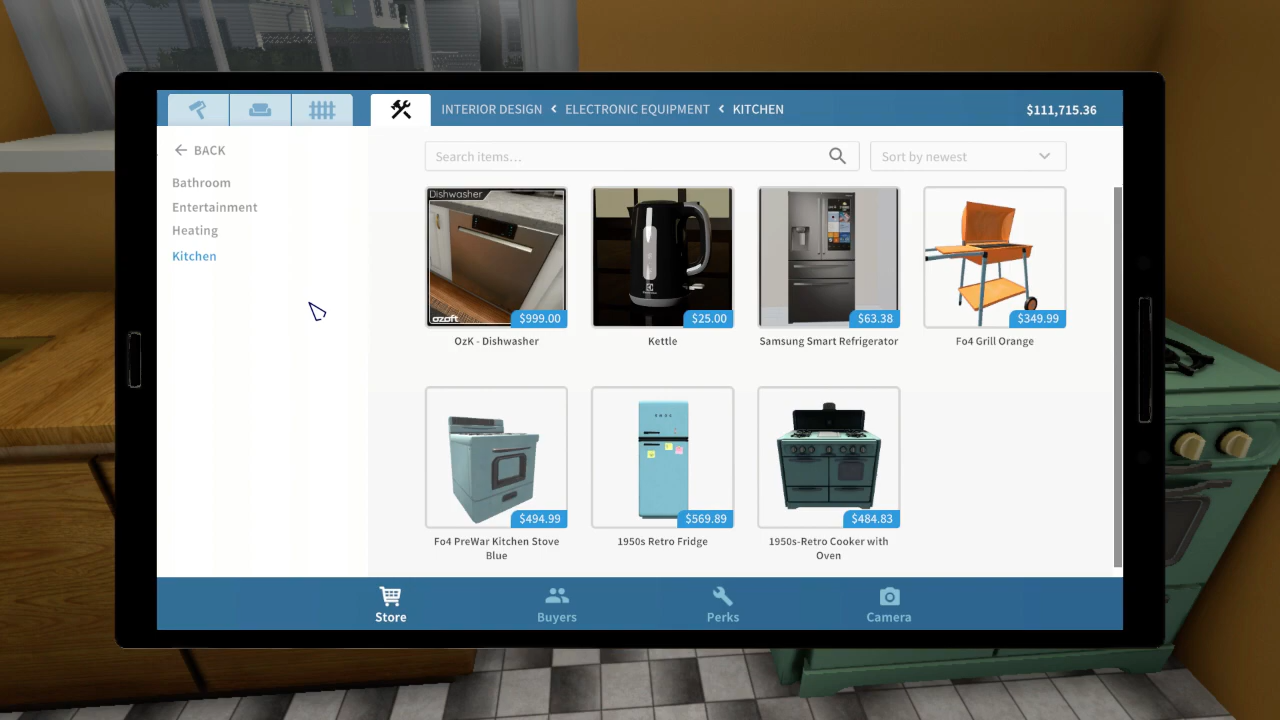 INTERIOR DESIGN < ELECTRONIC EQUIPMENT < KITCHEN
$111,715.36
BACK
Search items...
Sort by newest
Bathroom
Entertainment
Heating
Kitchen
Dishwasher
ozoft
$999.00
$25.00
$63.38
$349.99
OzK - Dishwasher
Kettle
Samsung Smart Refrigerator
Fo4 Grill Orange
$494.99
$569.89
$484.83
Fo4 PreWar Kitchen Stove
Blue
1950s Retro Fridge
1950s-Retro Cooker with
Oven
Store
Buyers
Perks
Camera